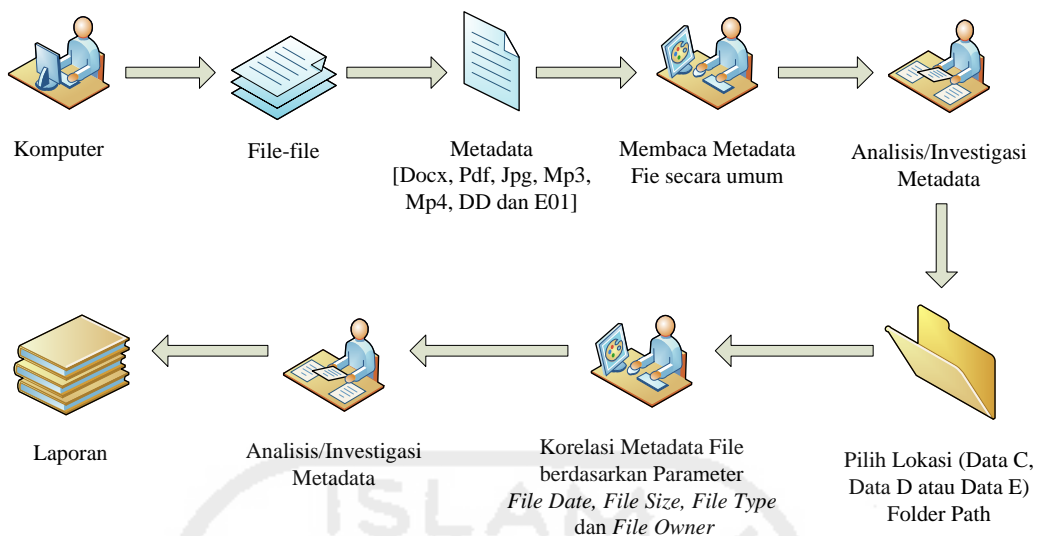 Komputer
File-file
Metadata
[Docx, Pdf, Jpg, Mp3,
Mp4, DD dan E01]
Membaca Metadata
Fie secara umum
Analisis/Investigasi
Metadata
Laporan
Analisis/Investigasi
Metadata
Korelasi Metadata File
berdasarkan Parameter
File Date, File Size, File Type
dan File Owner
Pilih Lokasi (Data C,
Data D atau Data E)
Folder Path
ISLAM